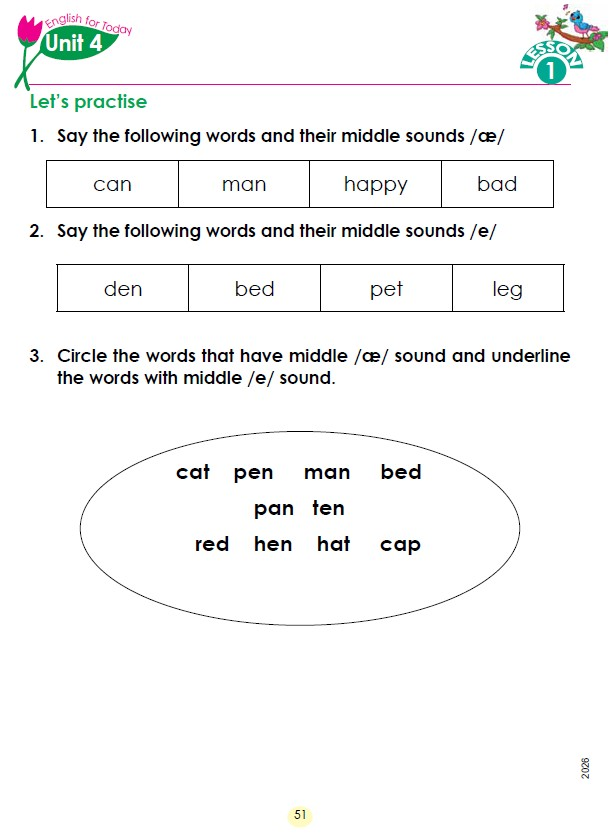 English for Today
Unit 4
LESSON
1
Let's practise
1. Say the following words and their middle sounds /æ/
can man happy bad
2. Say the following words and their middle sounds /e/
den bed pet leg
3. Circle the words that have middle /æ/ sound and underline
the words with middle /e/ sound.
cat pen man bed
pan ten
red hen hat cap
2026
51